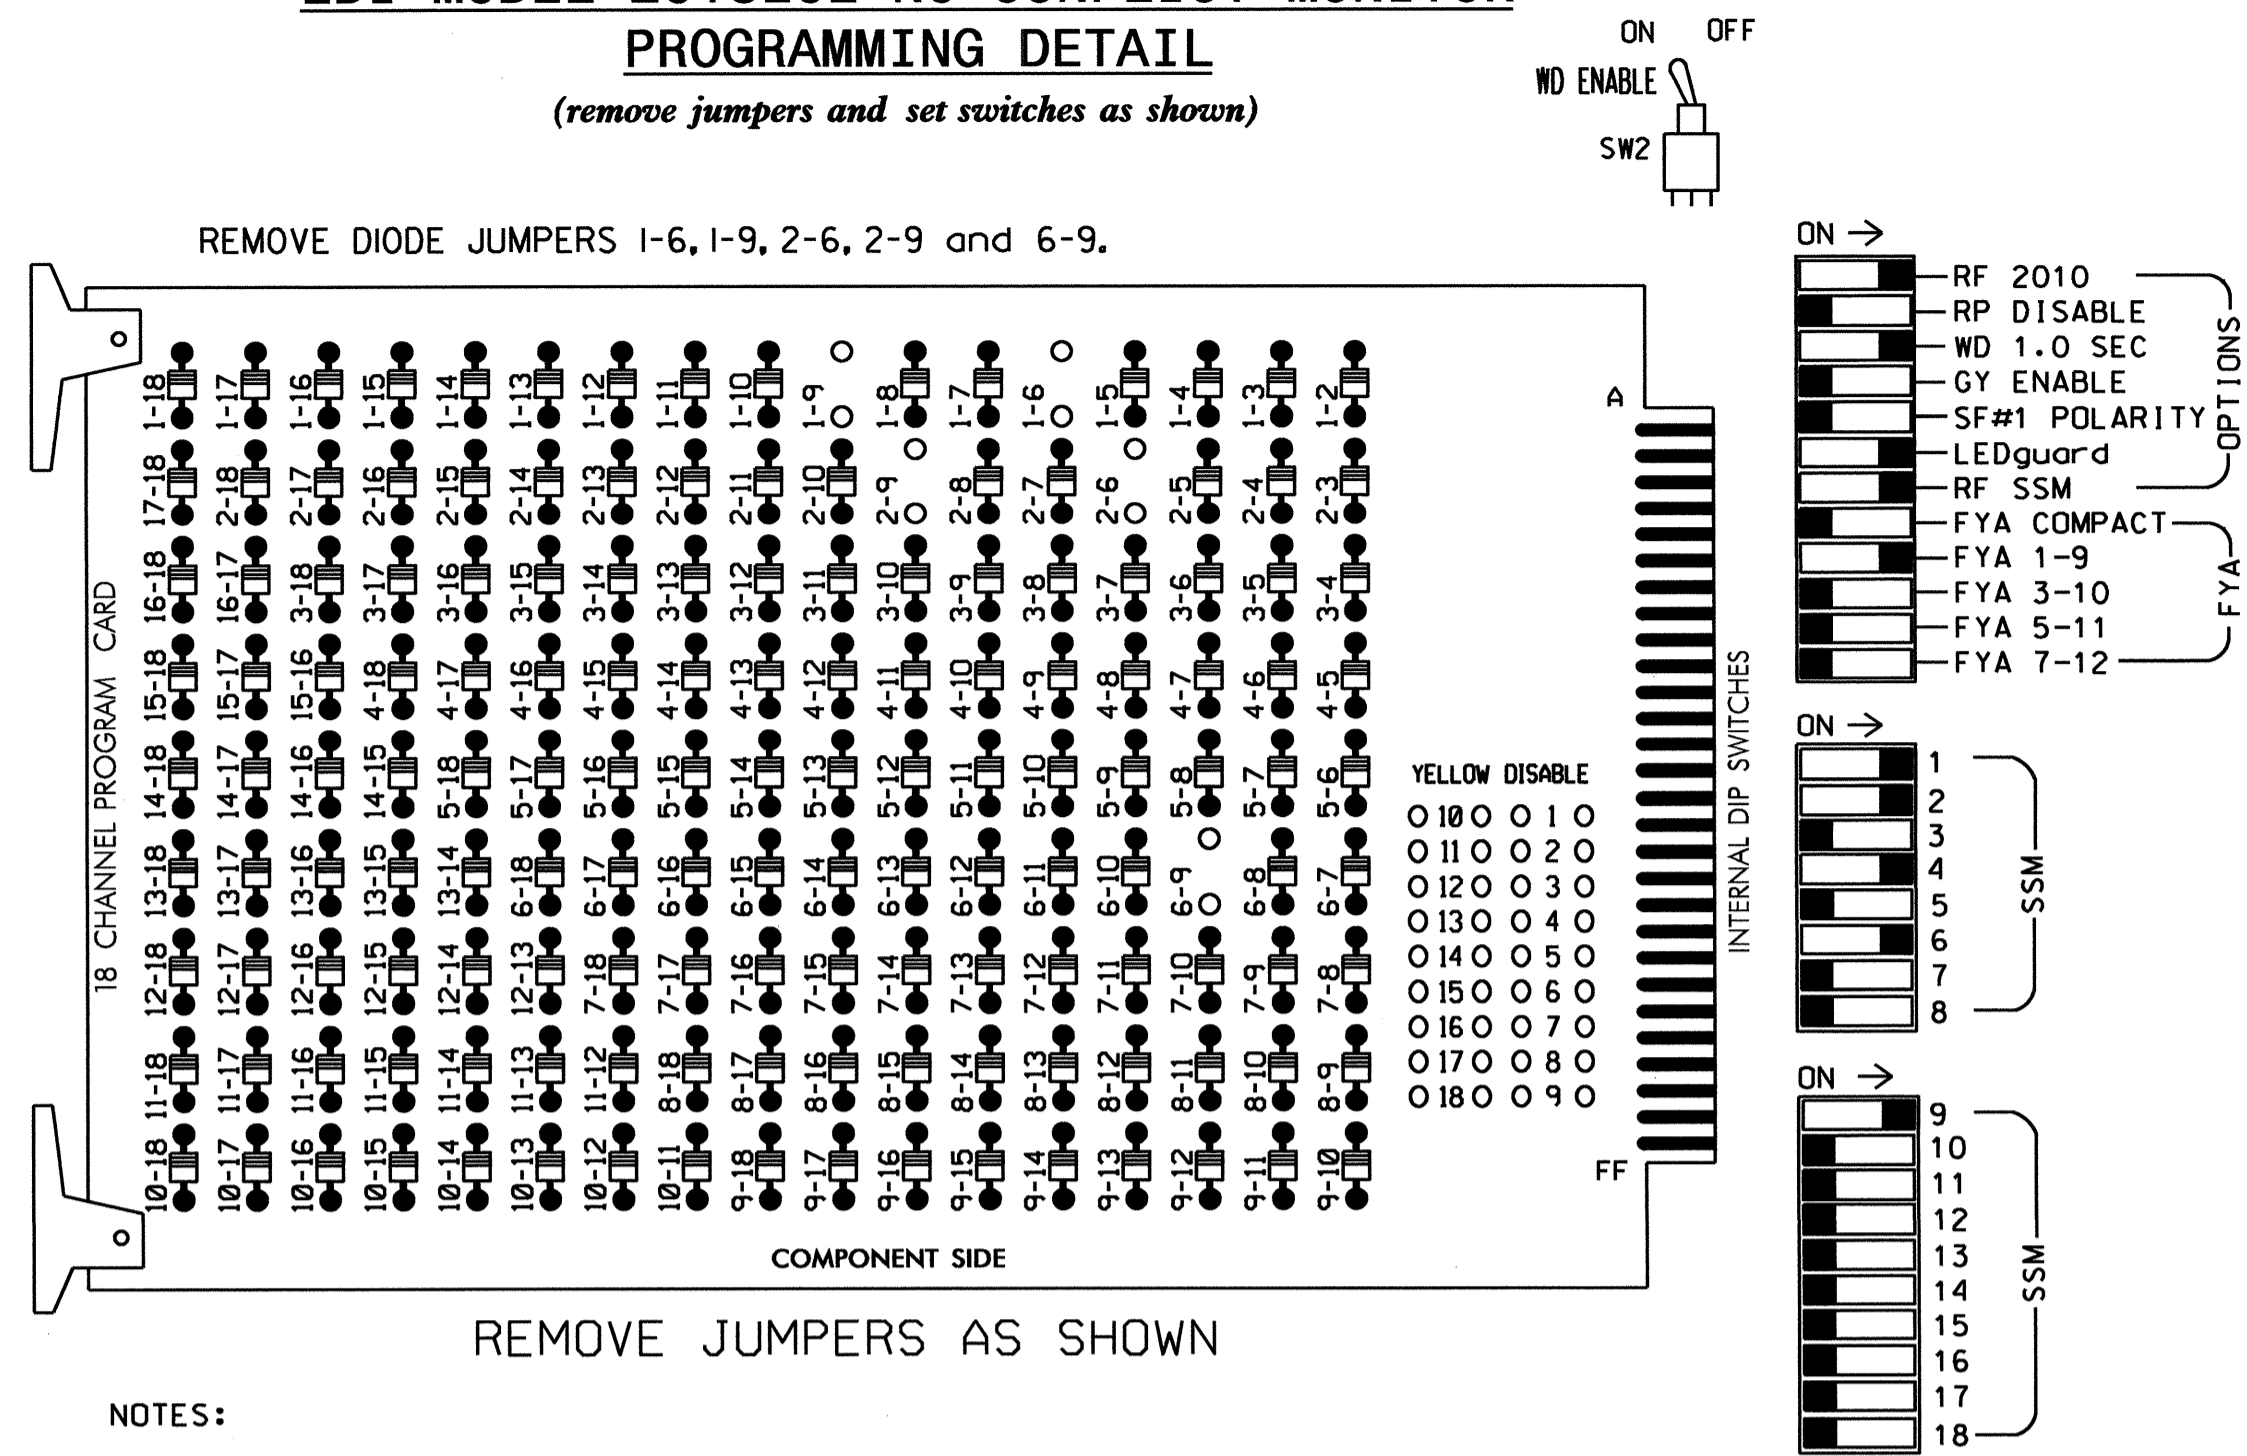 PROGRAMMING DETAIL
(remove jumpers and set switches as shown)
ON OFF
WD ENABLE
SW2
REMOVE DIODE JUMPERS 1-6, 1-9, 2-6, 2-9 and 6-9.
1-18 1-17 1-16 1-15 1-14 1-13 1-12 1-11 1-10 1-9 1-8 1-7 1-6 1-5 1-4 1-3 1-2
17-18 2-18 2-17 2-16 2-15 2-14 2-13 2-12 2-11 2-10 2-9 2-8 2-7 2-6 2-5 2-4 2-3
16-18 16-17 3-18 3-17 3-16 3-15 3-14 3-13 3-12 3-11 3-10 3-9 3-8 3-7 3-6 3-5 3-4
15-18 15-17 15-16 4-18 4-17 4-16 4-15 4-14 4-13 4-12 4-11 4-10 4-9 4-8 4-7 4-6 4-5
14-18 14-17 14-16 14-15 5-18 5-17 5-16 5-15 5-14 5-13 5-12 5-11 5-10 5-9 5-8 5-7 5-6
13-18 13-17 13-16 13-15 13-14 6-18 6-17 6-16 6-15 6-14 6-13 6-12 6-11 6-10 6-9 6-8 6-7
12-18 12-17 12-16 12-15 12-14 12-13 7-18 7-17 7-16 7-15 7-14 7-13 7-12 7-11 7-10 7-9 7-8
11-18 11-17 11-16 11-15 11-14 11-13 11-12 8-18 8-17 8-16 8-15 8-14 8-13 8-12 8-11 8-10 8-9
10-18 10-17 10-16 10-15 10-14 10-13 10-12 10-11 9-18 9-17 9-16 9-15 9-14 9-13 9-12 9-11 9-10
18 CHANNEL PROGRAM CARD
A
FF
YELLOW DISABLE
10 1
11 2
12 3
13 4
14 5
15 6
16 7
17 8
18 9
COMPONENT SIDE
INTERNAL DIP SWITCHES
ON →
RF 2010
RP DISABLE
WD 1.0 SEC
GY ENABLE
SF#1 POLARITY
LEDguard
RF SSM
OPTIONS
FYA COMPACT
FYA 1-9
FYA 3-10
FYA 5-11
FYA 7-12
FYA
ON →
1
2
3
4
5
6
7
8
SSM
ON →
9
10
11
12
13
14
15
16
17
18
SSM
REMOVE JUMPERS AS SHOWN
NOTES: